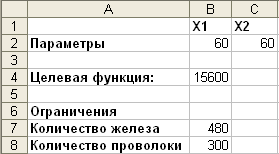 A B C
1 X1 X2
2 Параметры 60 60
3
4 Целевая функция: 15600
5
6 Ограничения
7 Количество железа 480
8 Количество проволоки 300